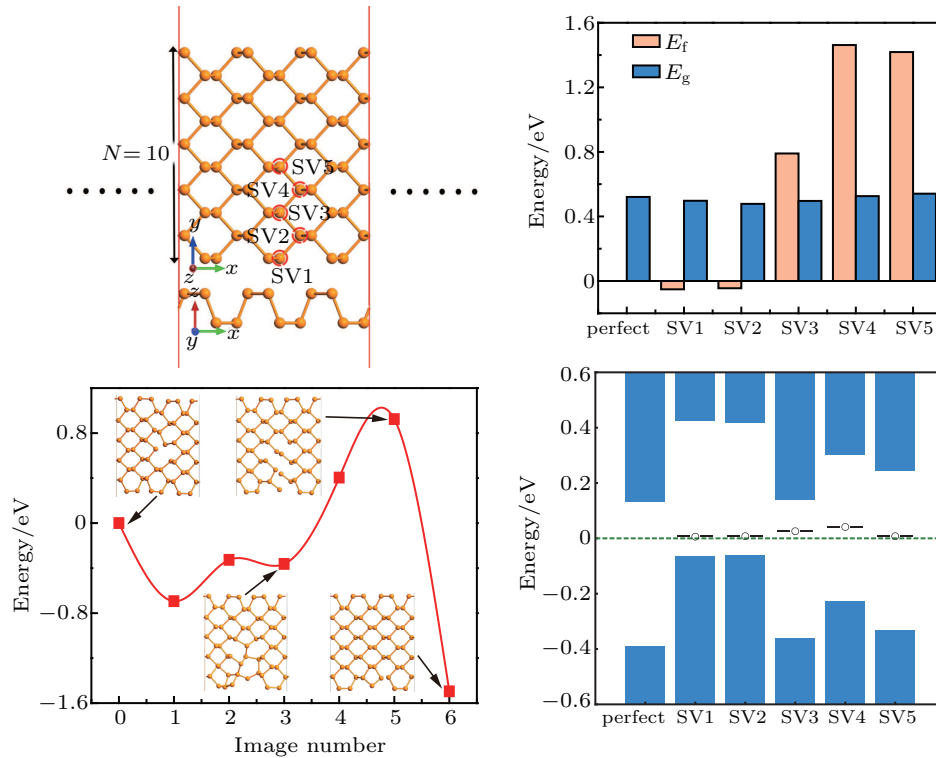 N=10
SV5
SV4
SV3
SV2
SV1
y
z
x
z
y
x
Energy/eV
1.6
1.2
0.8
0.4
0
Ef
Eg
perfect SV1 SV2 SV3 SV4 SV5
Energy/eV
0.8
0
−0.8
−1.6
0 1 2 3 4 5 6
Image number
Energy/eV
0.6
0.4
0.2
0
−0.2
−0.4
−0.6
perfect SV1 SV2 SV3 SV4 SV5